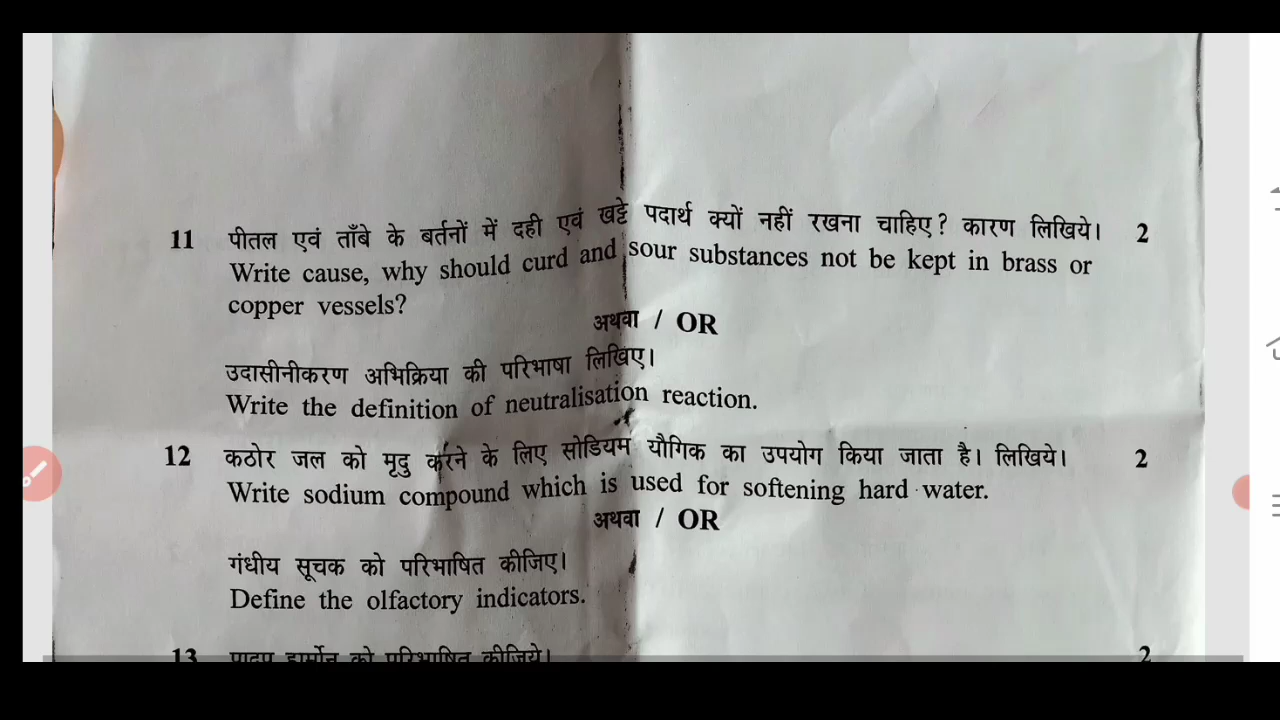 11 पीतल एवं ताँबे के बर्तनों में दही एवं खट्टे पदार्थ क्यों नहीं रखना चाहिए? कारण लिखिये। 2
Write cause, why should curd and sour substances not be kept in brass or
copper vessels?
अथवा / OR
उदासीनीकरण अभिक्रिया की परिभाषा लिखिए।
Write the definition of neutralisation reaction.
12 कठोर जल को मृदु करने के लिए सोडियम यौगिक का उपयोग किया जाता है। लिखिये। 2
Write sodium compound which is used for softening hard water.
अथवा / OR
गंधीय सूचक को परिभाषित कीजिए।
Define the olfactory indicators.
13 पादप हार्मोन को परिभाषित कीजिये। 2